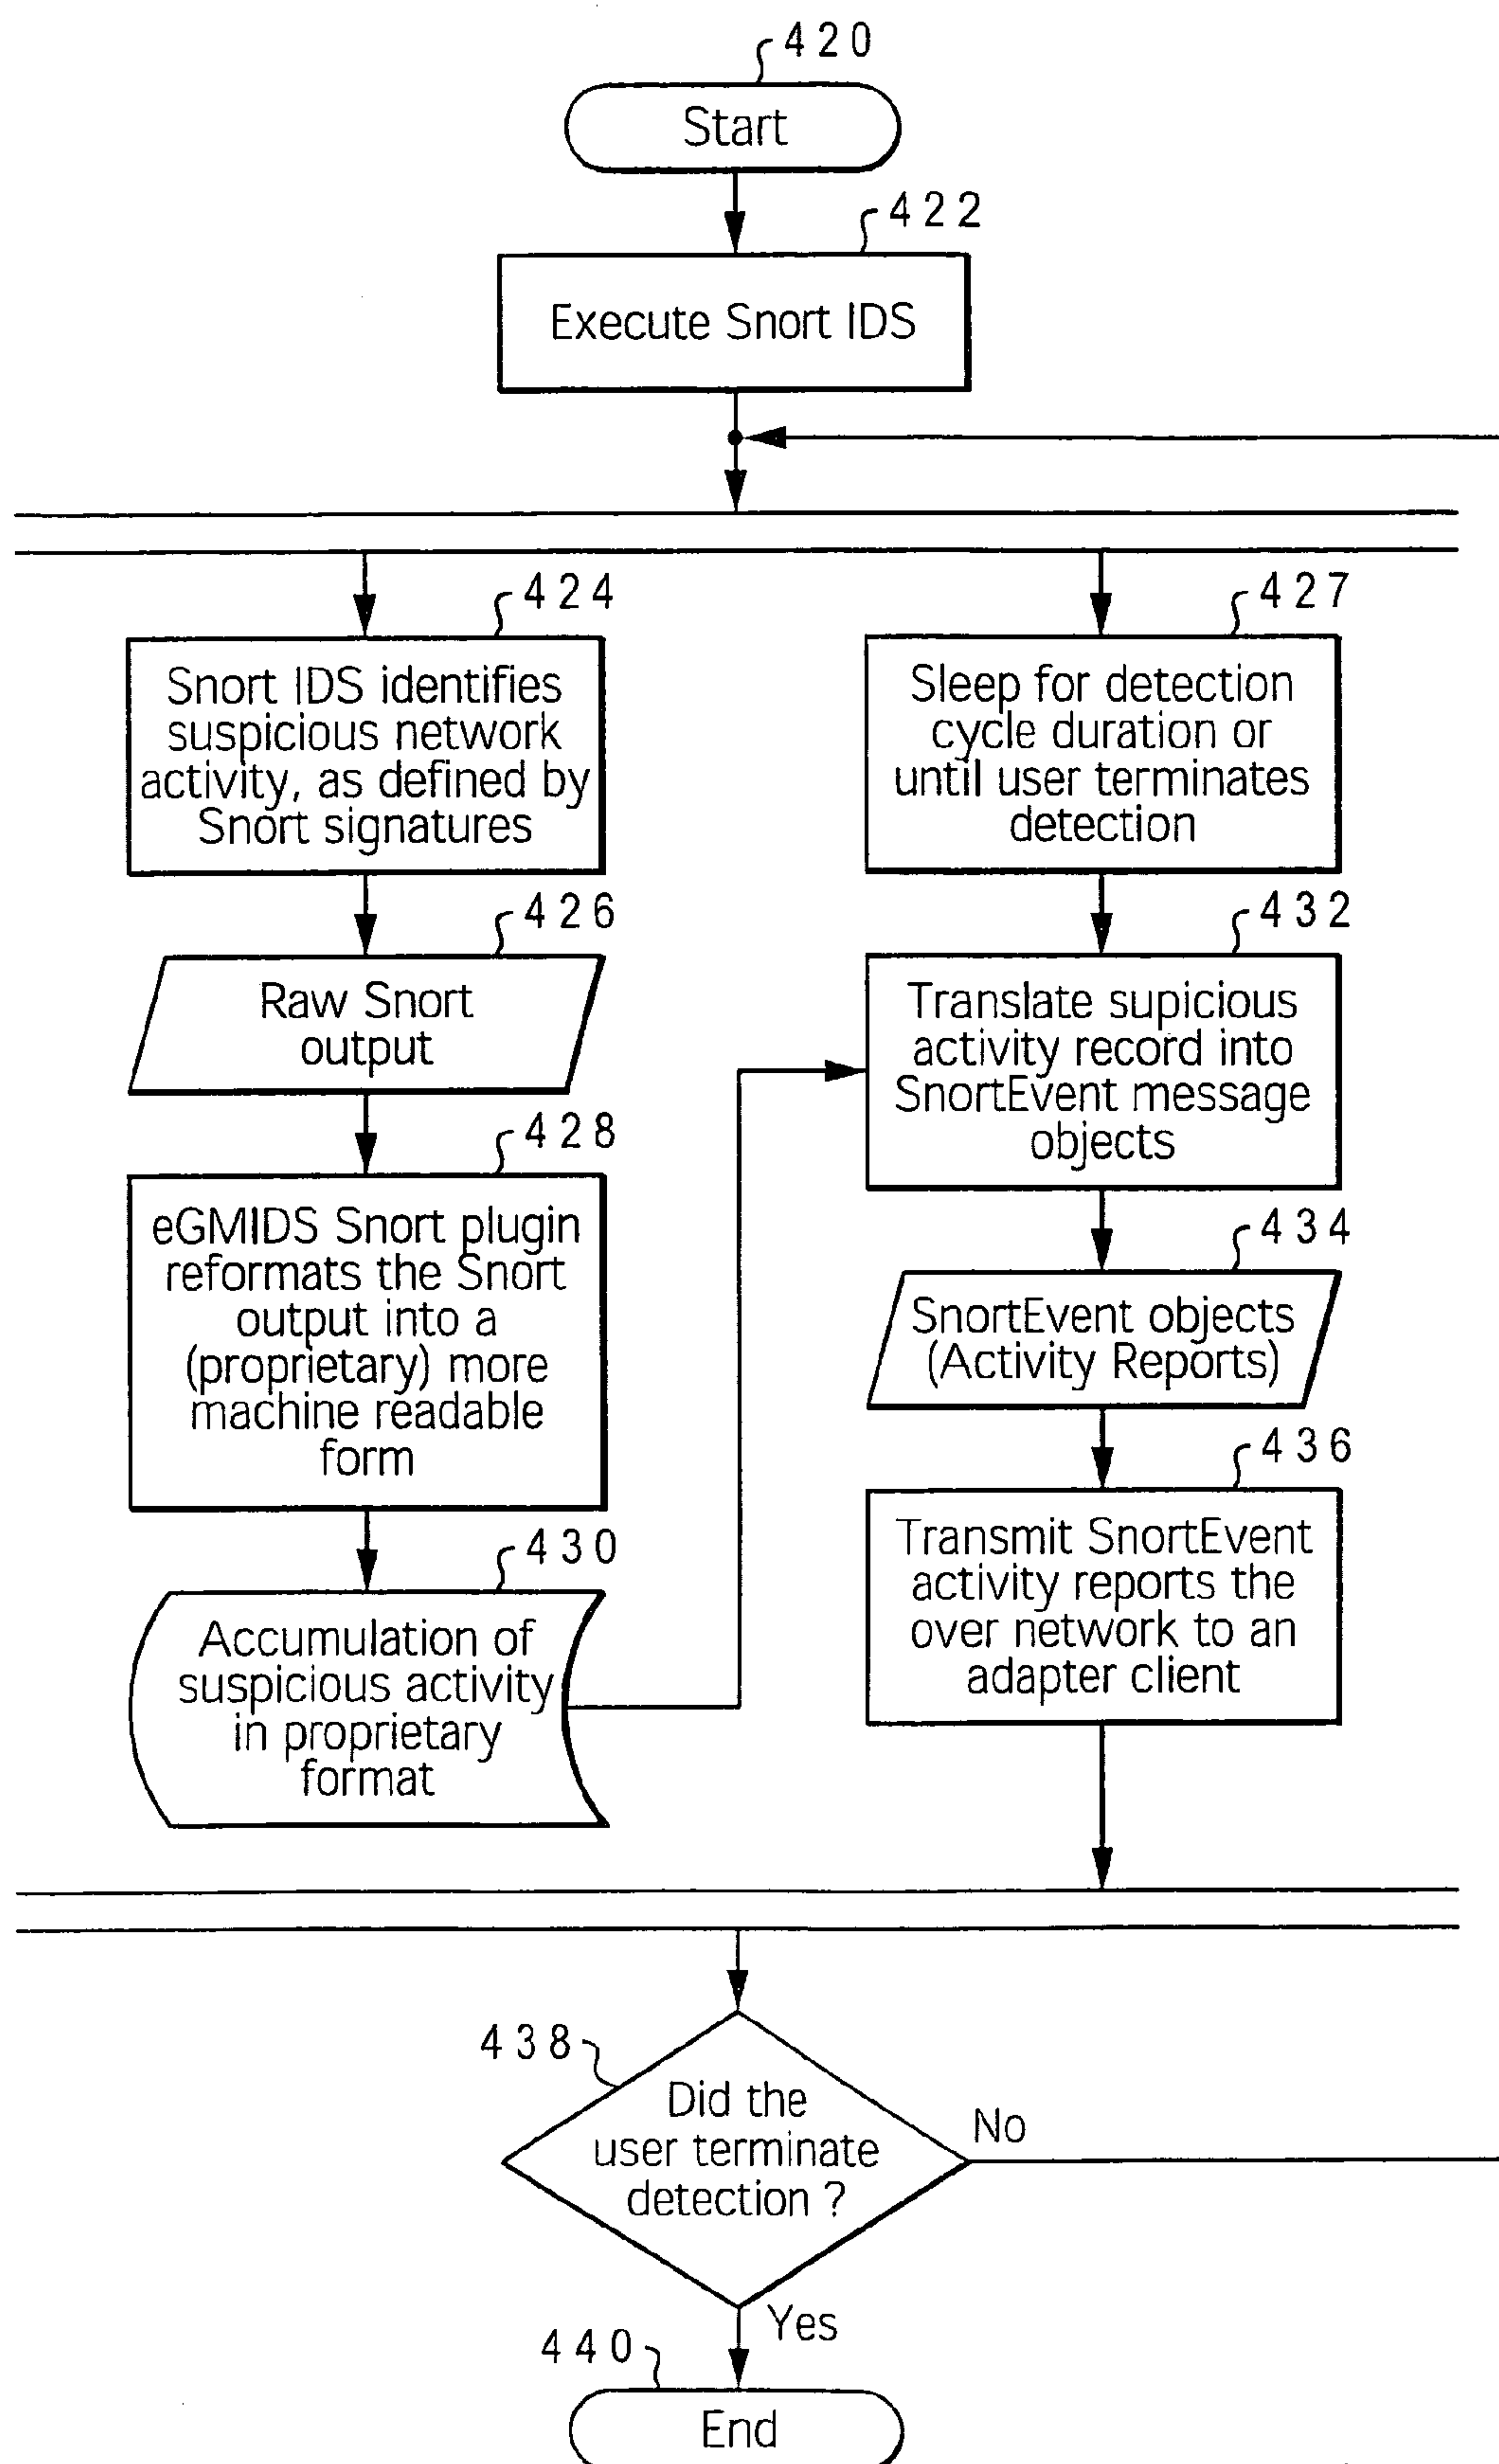 420
Start
422
Execute Snort IDS
424
Snort IDS identifies
suspicious network
activity, as defined by
Snort signatures
426
Raw Snort
output
428
eGMIDS Snort plugin
reformats the Snort
output into a
(proprietary) more
machine readable
form
430
Accumulation of
suspicious activity
in proprietary
format
427
Sleep for detection
cycle duration or
until user terminates
detection
432
Translate supicious
activity record into
SnortEvent message
objects
434
SnortEvent objects
(Activity Reports)
436
Transmit SnortEvent
activity reports the
over network to an
adapter client
438
Did the
user terminate
detection ?
No
Yes
440
End